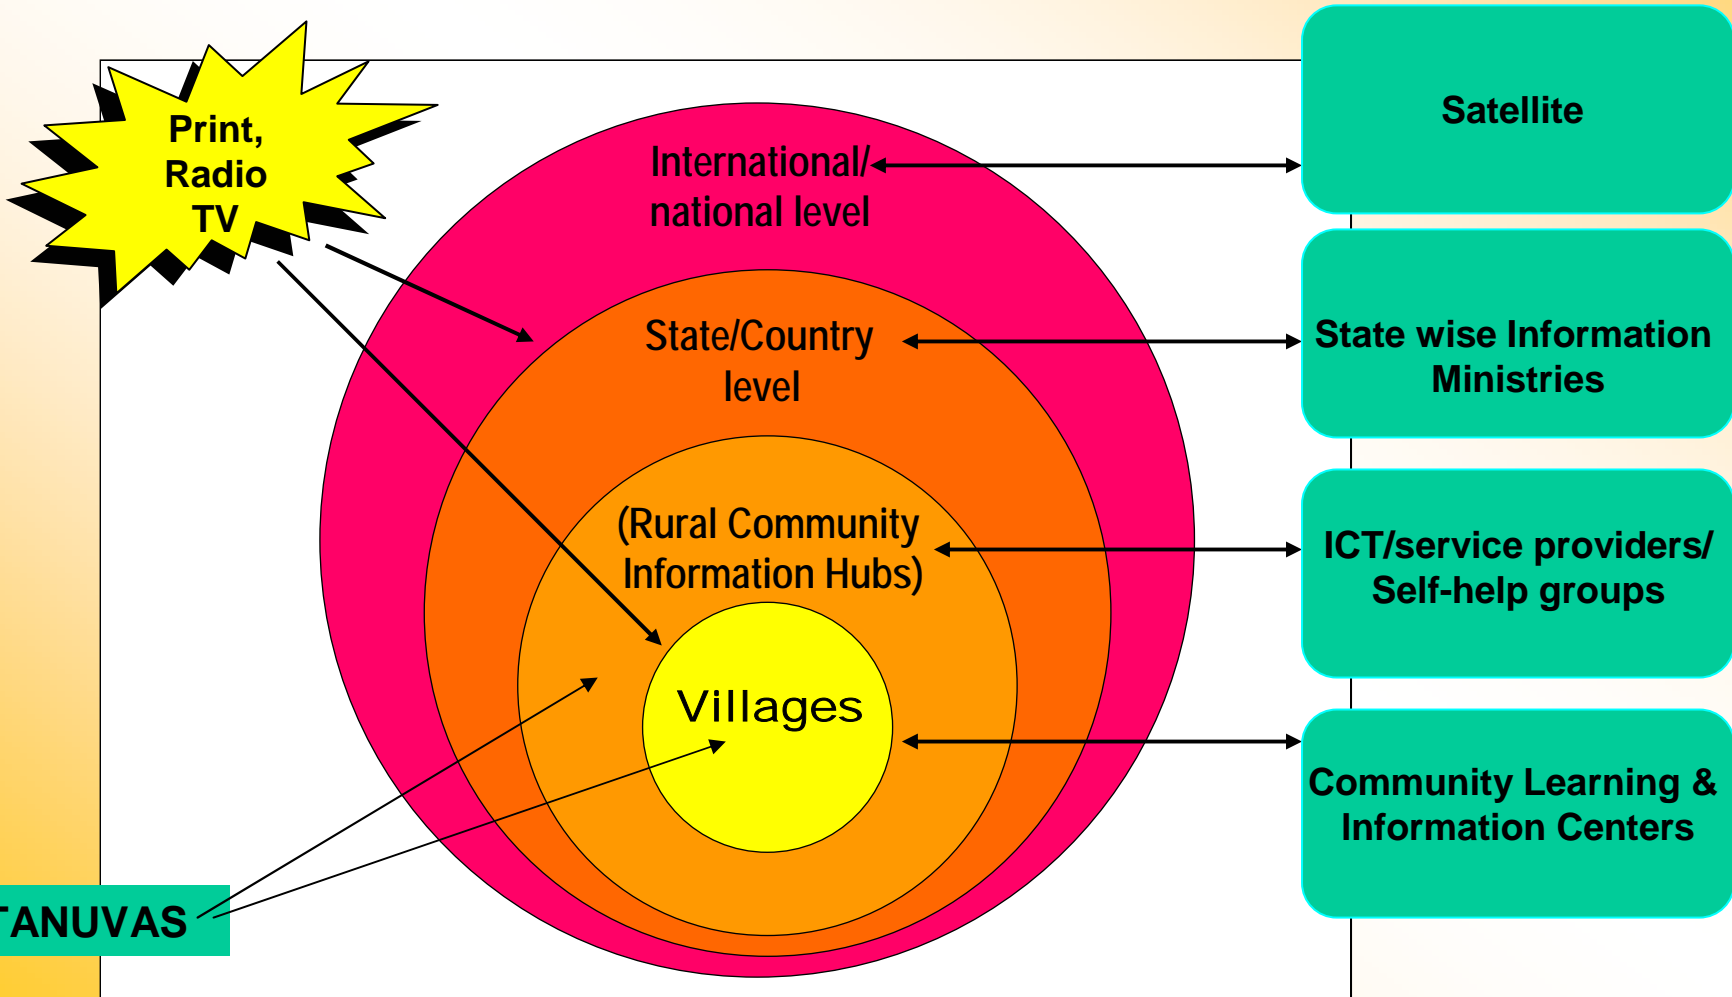 Print,
Radio
TV
International/
national level
State/Country
level
(Rural Community
Information Hubs)
Villages
TANUVAS
Satellite
State wise Information
Ministries
ICT/service providers/
Self-help groups
Community Learning &
Information Centers